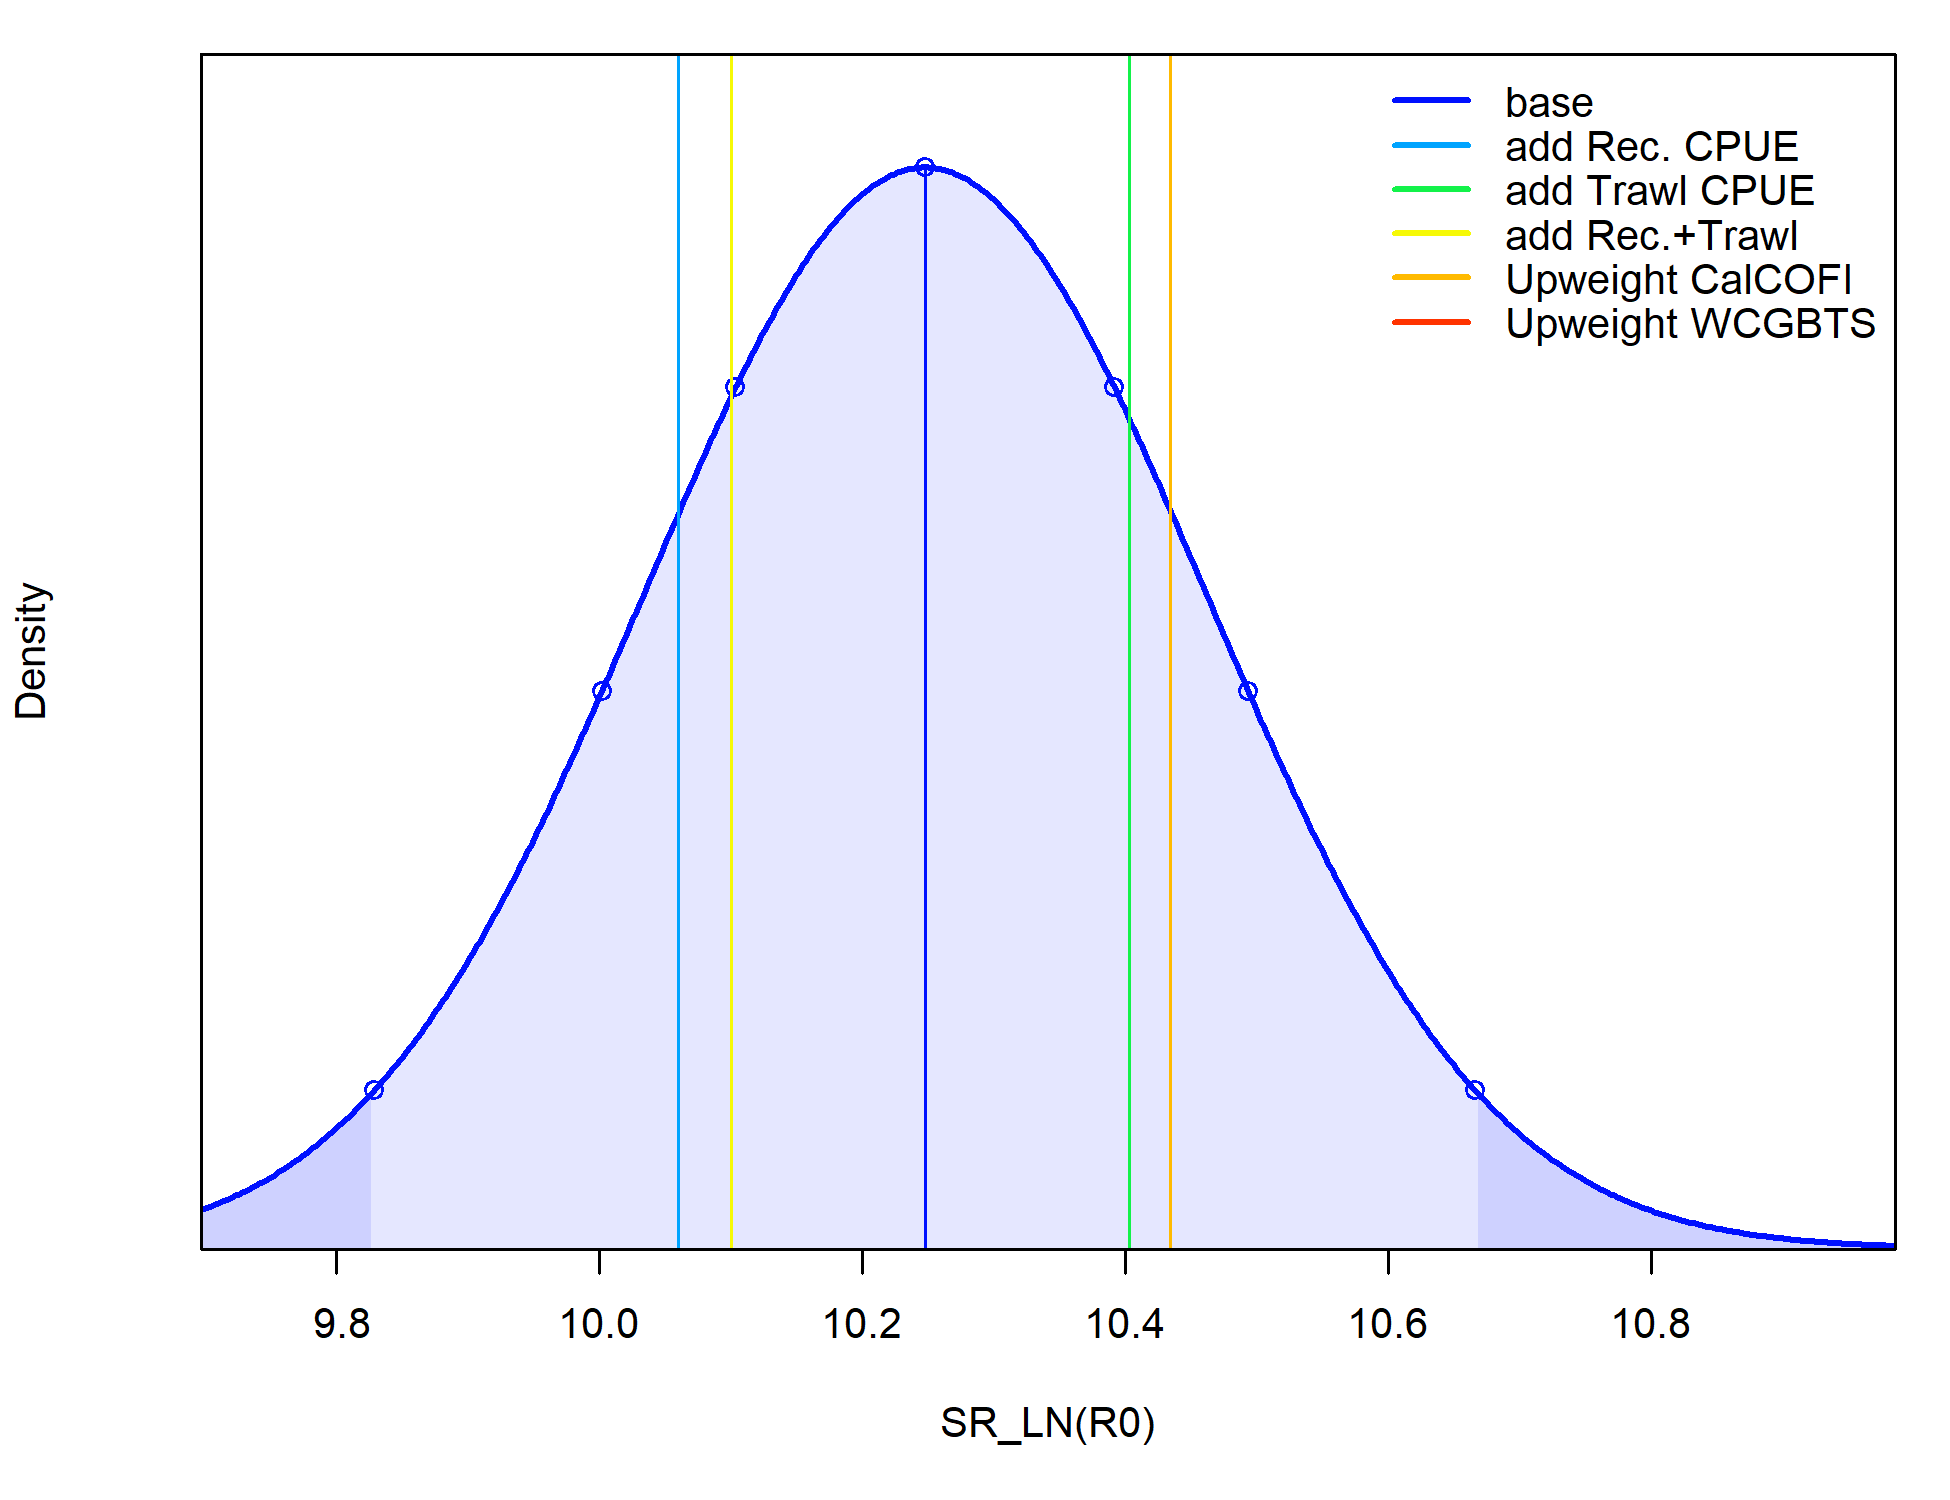 base
add Rec. CPUE
add Trawl CPUE
add Rec.+Trawl
Upweight CalCOFI
Upweight WCGBTS
Density
9.8 10.0 10.2 10.4 10.6 10.8
SR_LN(R0)